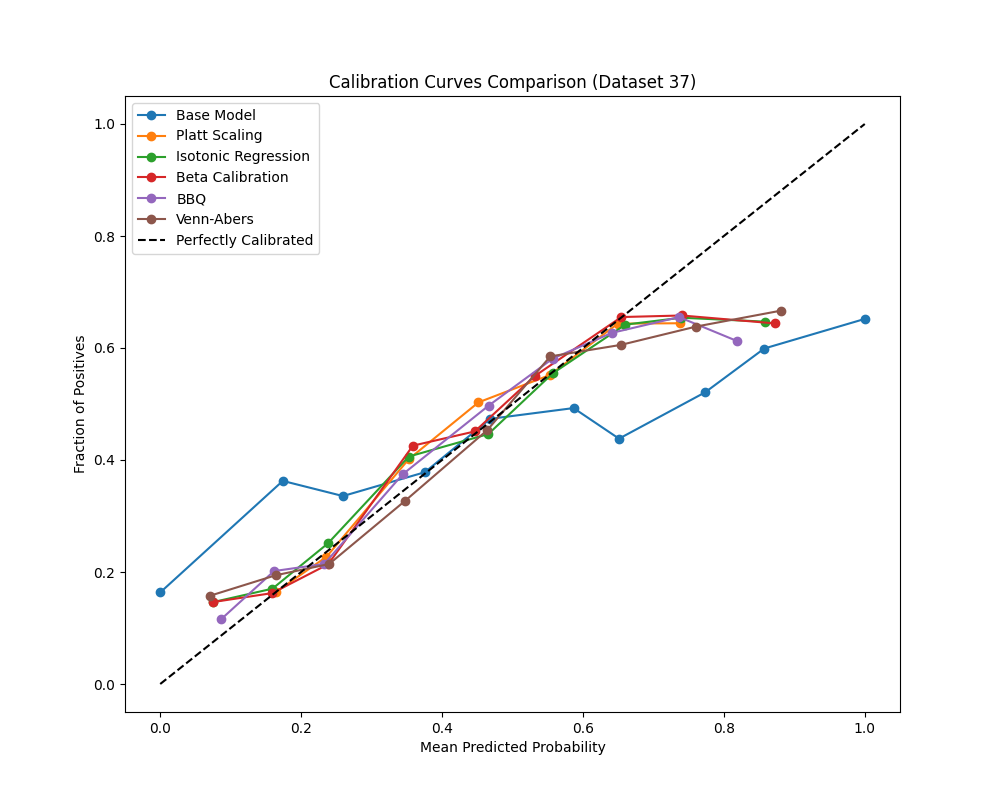 Calibration Curves Comparison (Dataset 37)
Base Model
Platt Scaling
Isotonic Regression
Beta Calibration
BBQ
Venn-Abers
Perfectly Calibrated
1.0
0.8
0.6
0.4
0.2
0.0
Fraction of Positives
0.0 0.2 0.4 0.6 0.8 1.0
Mean Predicted Probability